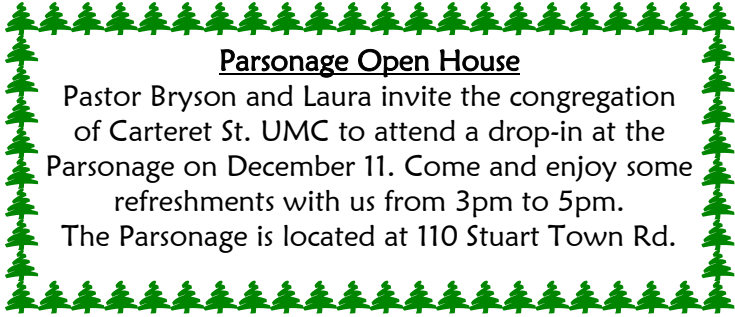 Parsonage Open House
Pastor Bryson and Laura invite the congregation
of Carteret St. UMC to attend a drop-in at the
Parsonage on December 11. Come and enjoy some
refreshments with us from 3pm to 5pm.
The Parsonage is located at 110 Stuart Town Rd.